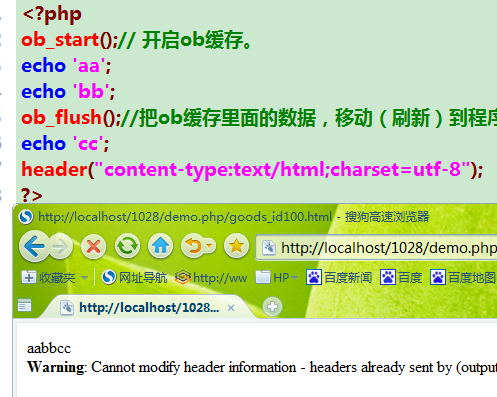 <?php
ob_start();// 开启ob缓存。
echo 'aa';
echo 'bb';
ob_flush();//把ob缓存里面的数据，移动（刷新）到程序
echo 'cc';
header("content-type:text/html;charset=utf-8");
?>
http://localhost/1028/demo.php/goods_id100.html - 搜狗高速浏览器
http://localhost/1028/demo.php
收藏夹 网址导航 http://ww HP 百度新闻 百度 百度地图
http://localhost/1028...
aabbcc
Warning: Cannot modify header information - headers already sent by (output